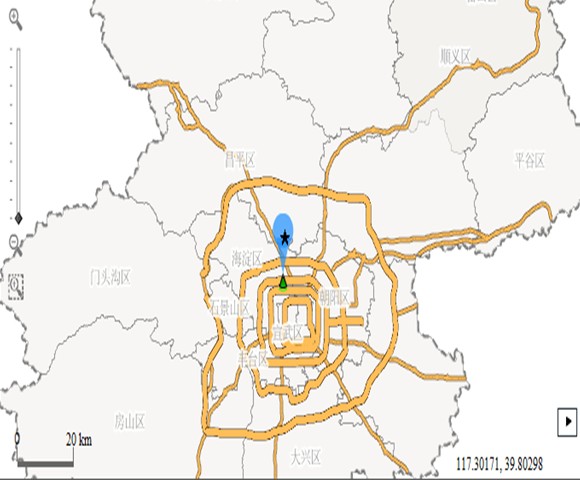 顺义区
平谷区
昌平区
海淀区
门头沟区
石景山区
朝阳区
宣武区
丰台区
房山区
大兴区
0
20 km
117.30171, 39.80298